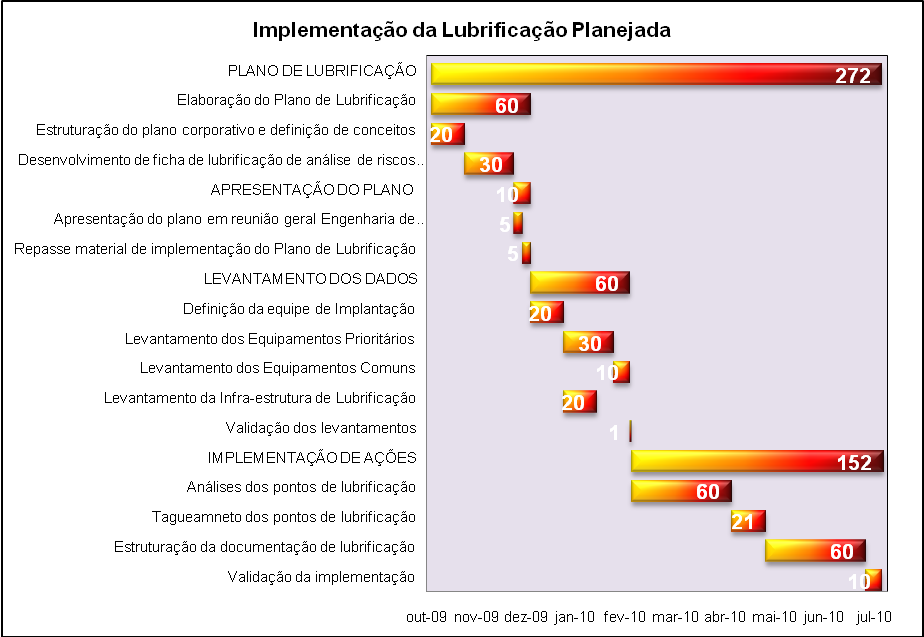 Implementação da Lubrificação Planejada
PLANO DE LUBRIFICAÇÃO
272
Elaboração do Plano de Lubrificação
60
Estruturação do plano corporativo e definição de conceitos
20
Desenvolvimento de ficha de lubrificação de análise de riscos..
30
APRESENTAÇÃO DO PLANO
10
Apresentação do plano em reunião geral Engenharia de..
5
Repasse material de implementação do Plano de Lubrificação
5
LEVANTAMENTO DOS DADOS
60
Definição da equipe de Implantação
20
Levantamento dos Equipamentos Prioritários
30
Levantamento dos Equipamentos Comuns
10
Levantamento da Infra-estrutura de Lubrificação
20
Validação dos levantamentos
1
IMPLEMENTAÇÃO DE AÇÕES
152
Análises dos pontos de lubrificação
60
Tagueamneto dos pontos de lubrificação
21
Estruturação da documentação de lubrificação
60
Validação da implementação
10
out-09 nov-09 dez-09 jan-10 fev-10 mar-10 abr-10 mai-10 jun-10 jul-10